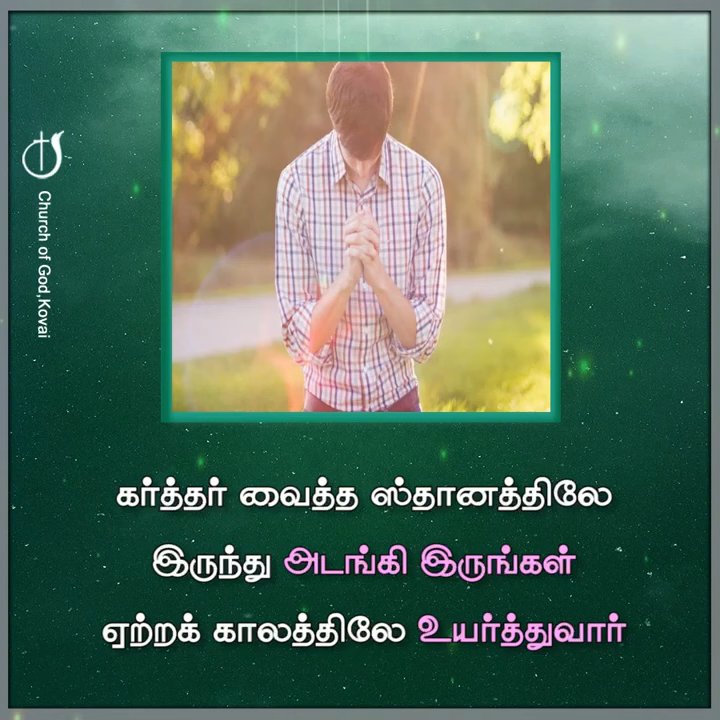 Church of God,Kovai
கர்த்தர் வைத்த ஸ்தானத்திலே
இருந்து அடங்கி இருங்கள்
ஏற்றக் காலத்திலே உயர்த்துவார்